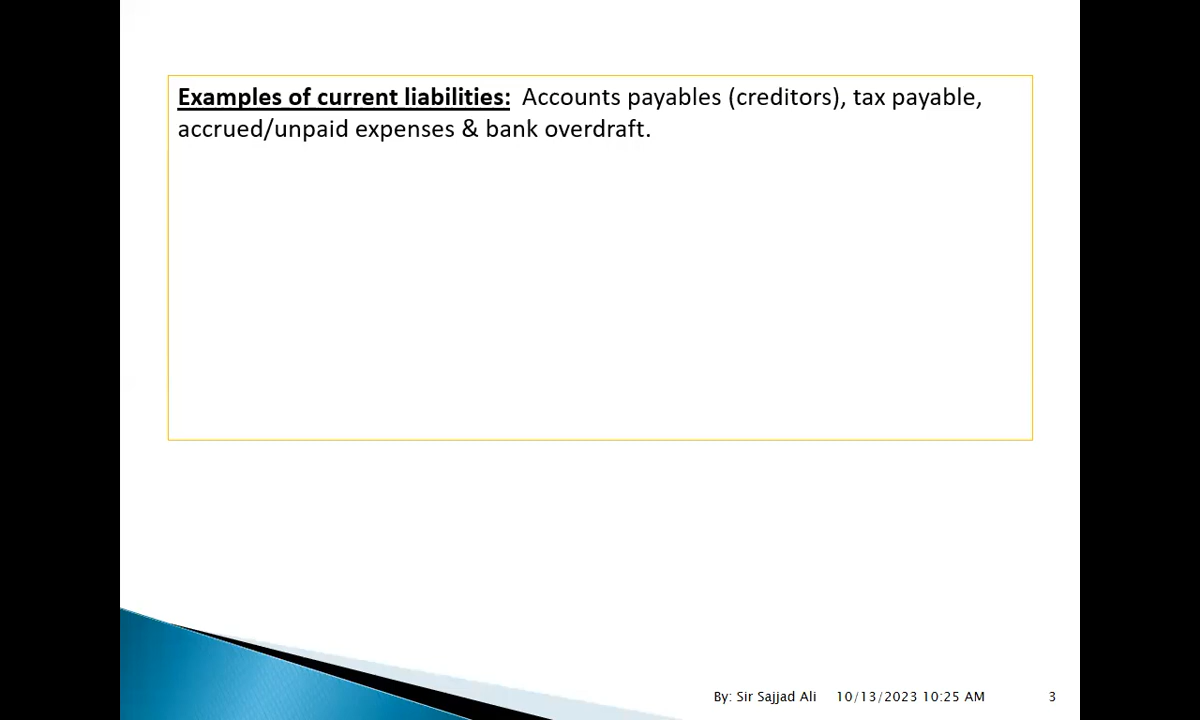 Examples of current liabilities: Accounts payables (creditors), tax payable,
accrued/unpaid expenses & bank overdraft.
By: Sir Sajjad Ali 10/13/2023 10:25 AM 3